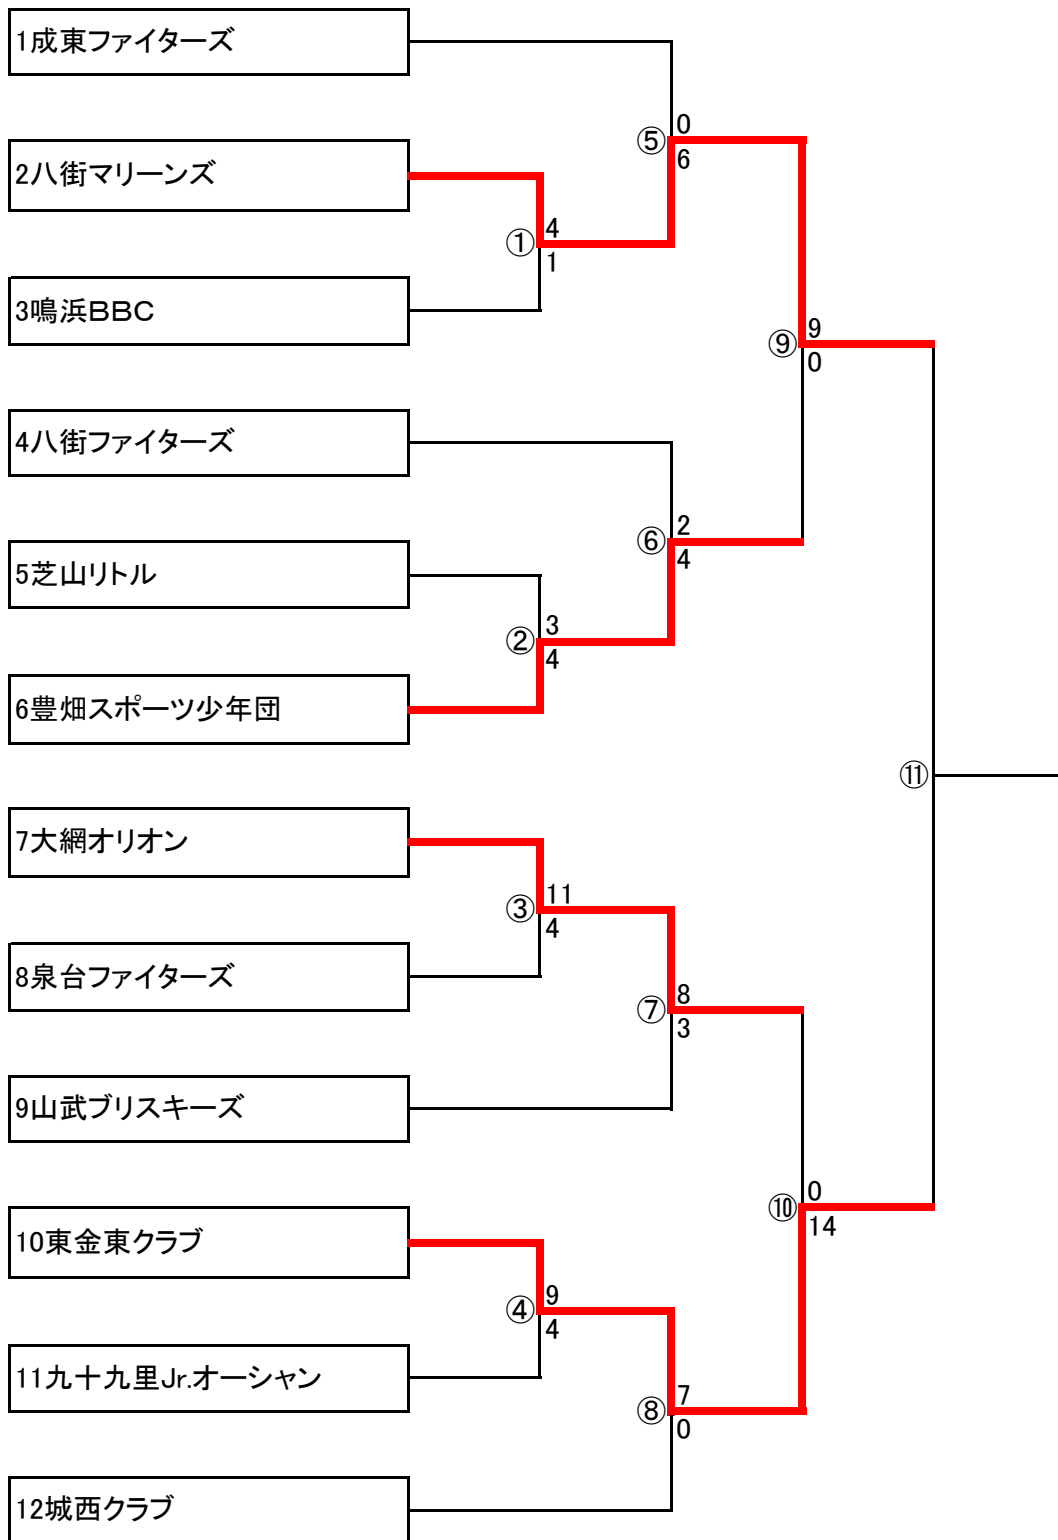 1成東ファイターズ
0
⑤
6
2八街マリーンズ
4
①
1
3鳴浜BBC
9
⑨
0
4八街ファイターズ
2
⑥
4
5芝山リトル
3
②
4
6豊畑スポーツ少年団
⑪
7大網オリオン
11
③
4
8泉台ファイターズ
8
⑦
3
9山武ブリスキーズ
0
⑩
14
10東金東クラブ
9
④
4
11九十九里Jr.オーシャン
7
⑧
0
12城西クラブ